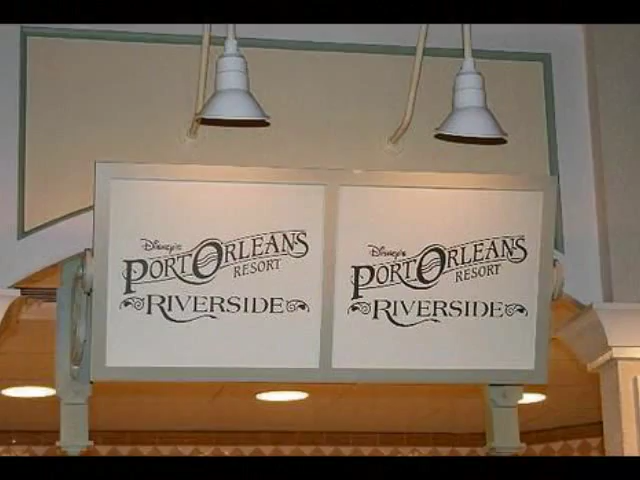 Disney's
PORT ORLEANS
RESORT
RIVERSIDE
Disney's
PORT ORLEANS
RESORT
RIVERSIDE